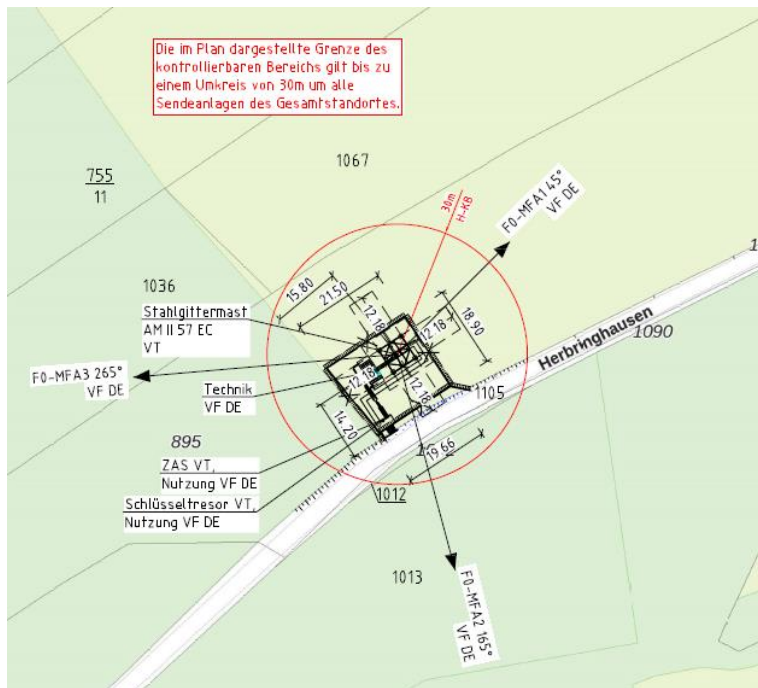 Die im Plan dargestellte Grenze des
kontrollierbaren Bereichs gilt bis zu
einem Umkreis von 30m um alle
Sendeanlagen des Gesamtstandortes.
1067
755
11
30m
H-KB
F0-MFA1 45°
VF DE
1036
15.80
21.50
12.18
18.90
12.18
Stahlgittermast
AM II 57 EC
VT
Herbringhausen
1090
F0-MFA3 265°
VF DE
12.18
Technik
VF DE
12.18
1105
14.20
895
19.66
ZAS VT,
Nutzung VF DE
Schlüsseltresor VT,
Nutzung VF DE
1012
1013
F0-MFA2 165°
VF DE